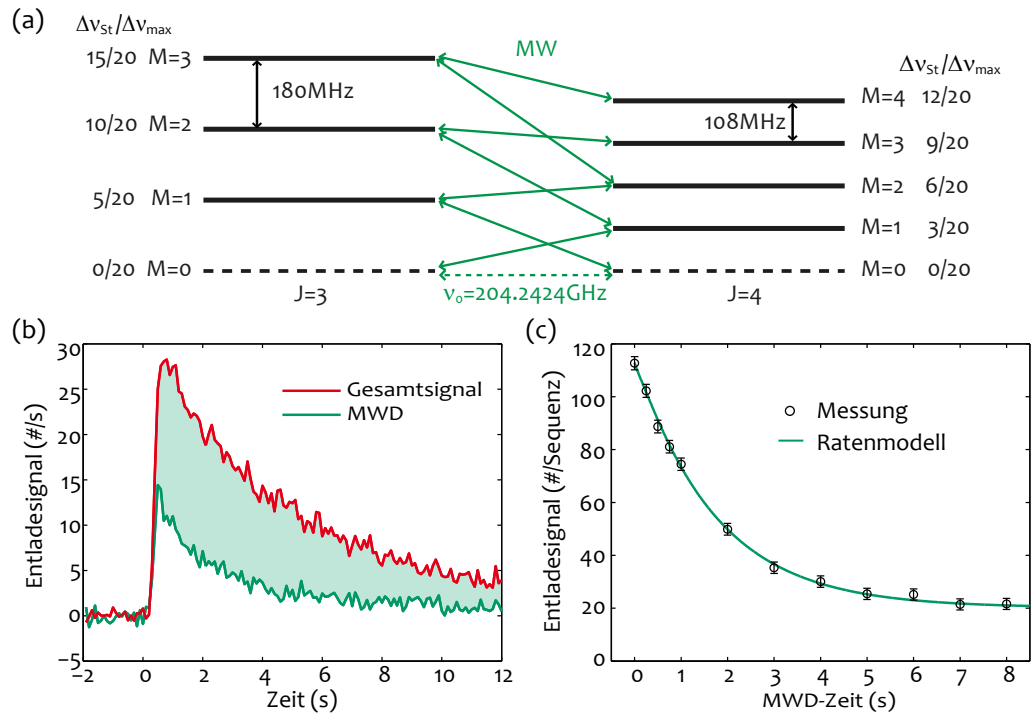 (a)
Δν_St/Δν_max
15/20 M=3
180MHz
10/20 M=2
5/20 M=1
0/20 M=0
J=3
MW
ν₀=204.2424GHz
Δν_St/Δν_max
M=4 12/20
108MHz
M=3 9/20
M=2 6/20
M=1 3/20
M=0 0/20
J=4
(b)
Entladesignal (#/s)
30
25
20
15
10
5
0
−5
Gesamtsignal
MWD
−2 0 2 4 6 8 10 12
Zeit (s)
(c)
Entladesignal (#/Sequenz)
120
100
80
60
40
20
0
Messung
Ratenmodell
0 1 2 3 4 5 6 7 8
MWD-Zeit (s)